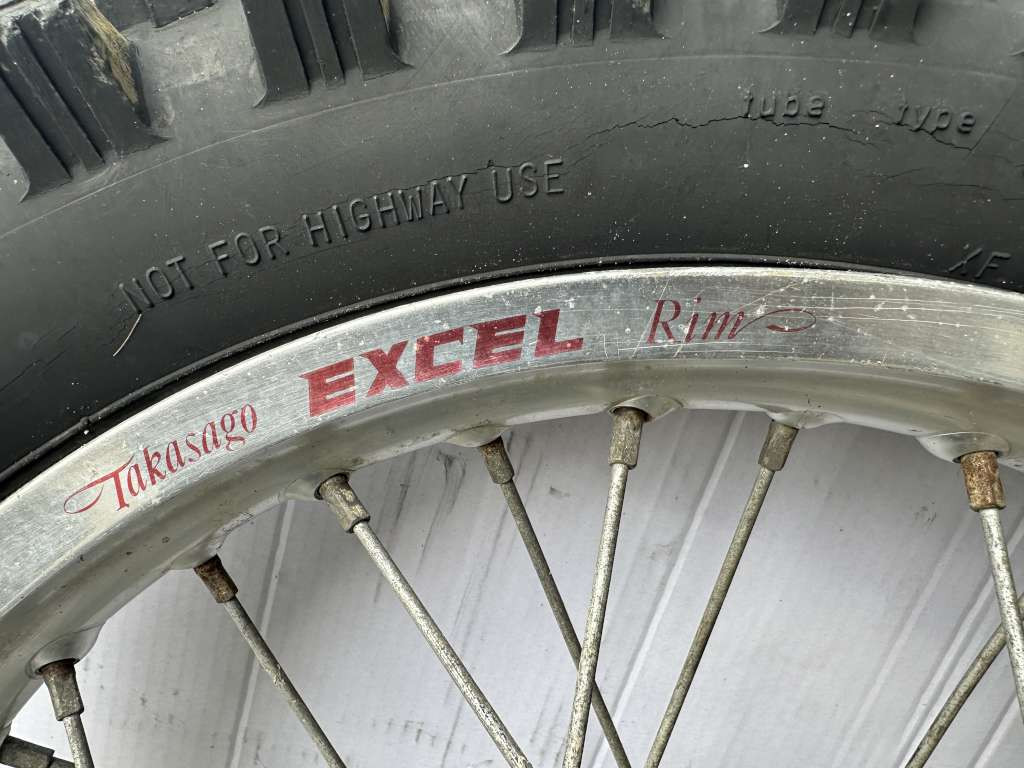 tube type
NOT FOR HIGHWAY USE
XF
Takasago EXCEL Rim